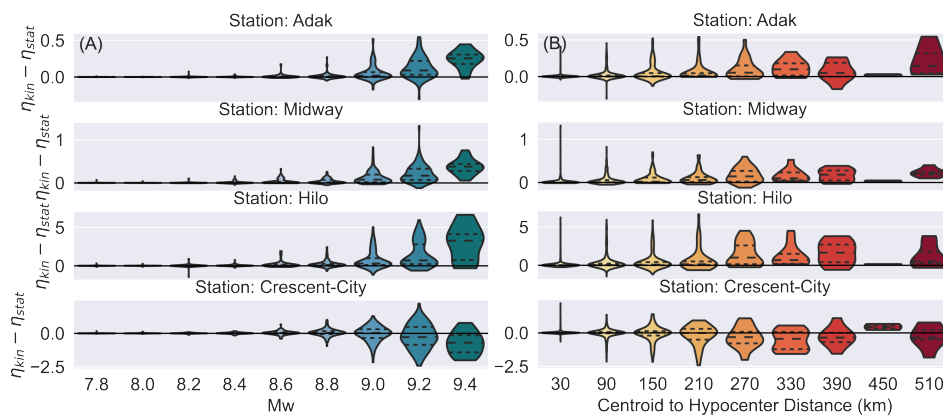 Station: Adak
Station: Adak
(A)
(B)
0.5
0.0
η_kin − η_stat
0.5
0.0
Station: Midway
Station: Midway
1
0
η_kin − η_stat
1
0
Station: Hilo
Station: Hilo
5
0
η_kin − η_stat
5
0
Station: Crescent-City
Station: Crescent-City
0.0
−2.5
η_kin − η_stat
0.0
−2.5
7.8 8.0 8.2 8.4 8.6 8.8 9.0 9.2 9.4
30 90 150 210 270 330 390 450 510
Mw
Centroid to Hypocenter Distance (km)